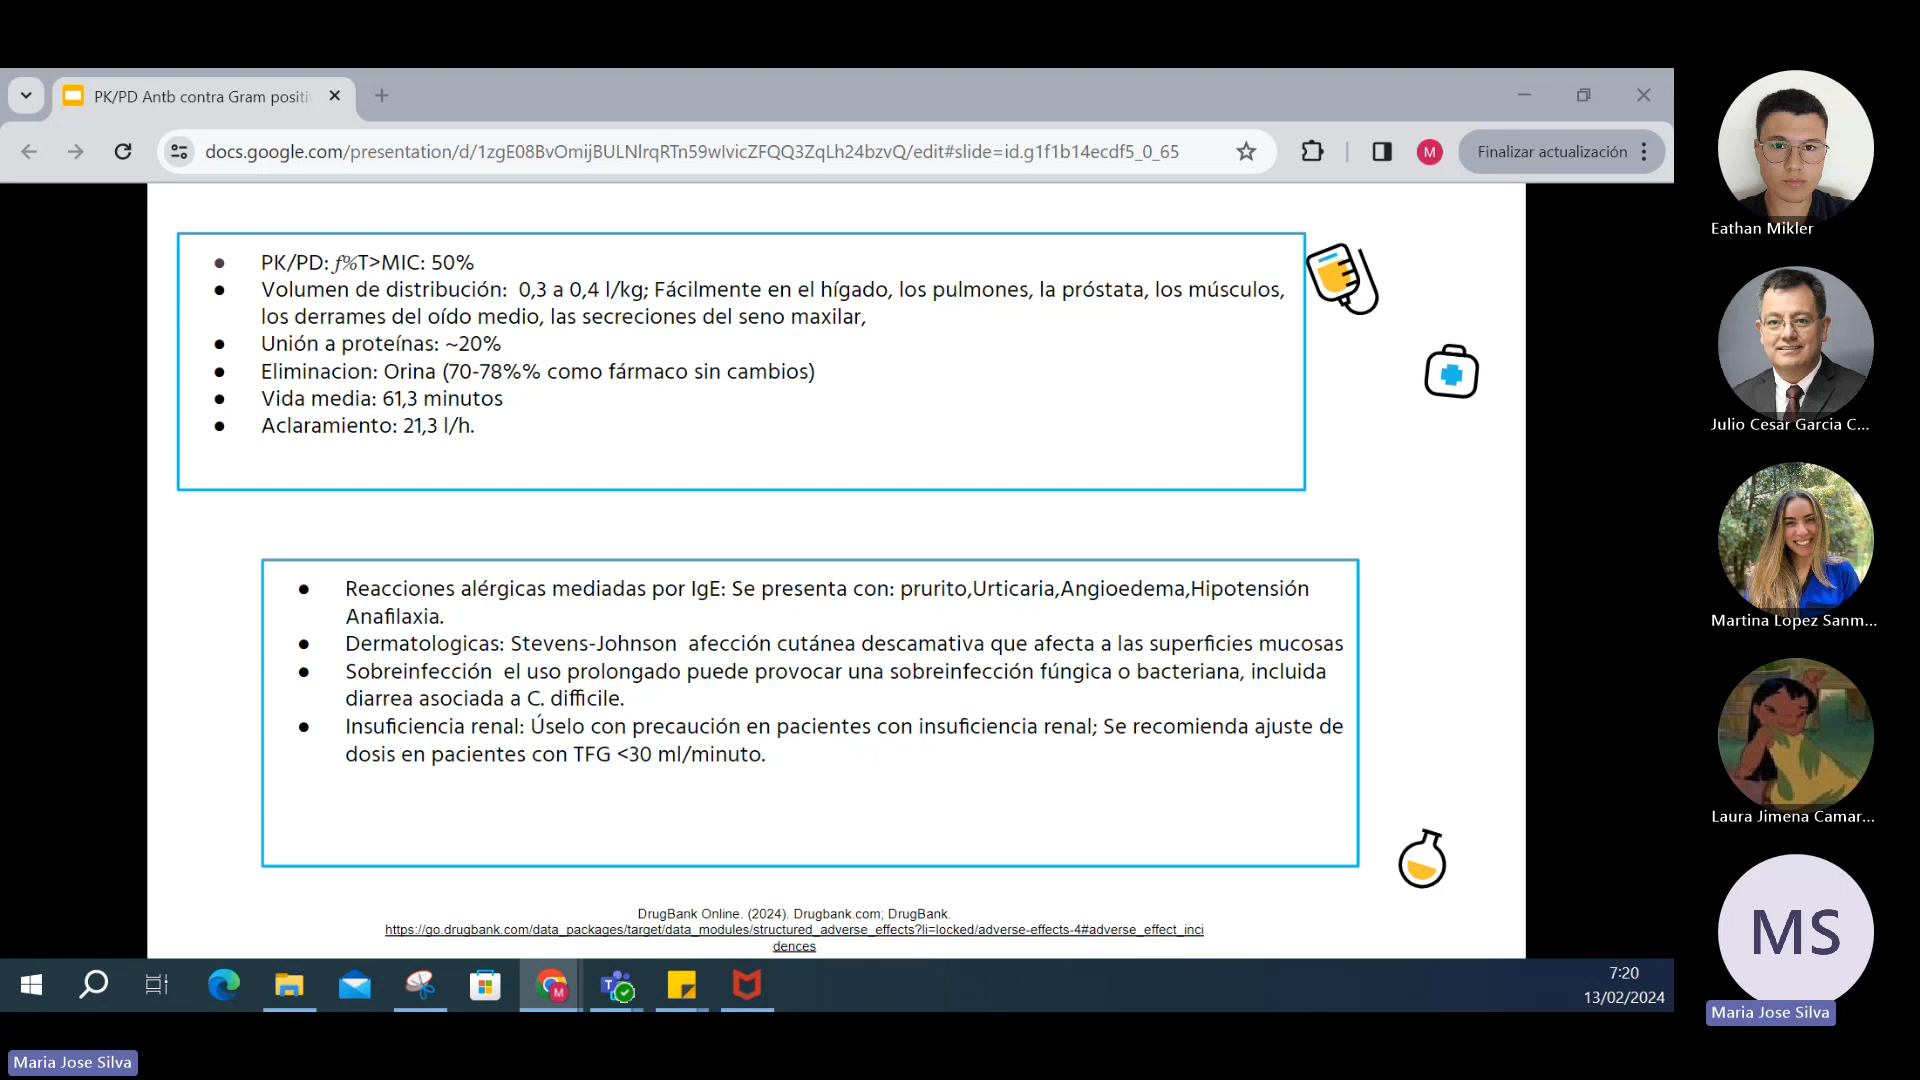 PK/PD Antb contra Gram positiv
docs.google.com/presentation/d/1zgE08BvOmijBULNlrqRTn59wlvicZFQQ3ZqLh24bzvQ/edit#slide=id.g1f1b14ecdf5_0_65
M
Finalizar actualización
PK/PD: f%T>MIC: 50%
Volumen de distribución: 0,3 a 0,4 l/kg; Fácilmente en el hígado, los pulmones, la próstata, los músculos,
los derrames del oído medio, las secreciones del seno maxilar,
Unión a proteínas: ~20%
Eliminacion: Orina (70-78%% como fármaco sin cambios)
Vida media: 61,3 minutos
Aclaramiento: 21,3 l/h.
Reacciones alérgicas mediadas por IgE: Se presenta con: prurito,Urticaria,Angioedema,Hipotensión
Anafilaxia.
Dermatologicas: Stevens-Johnson afección cutánea descamativa que afecta a las superficies mucosas
Sobreinfección el uso prolongado puede provocar una sobreinfección fúngica o bacteriana, incluida
diarrea asociada a C. difficile.
Insuficiencia renal: Úselo con precaución en pacientes con insuficiencia renal; Se recomienda ajuste de
dosis en pacientes con TFG <30 ml/minuto.
DrugBank Online. (2024). Drugbank.com; DrugBank.
https://go.drugbank.com/data_packages/target/data_modules/structured_adverse_effects?li=locked/adverse-effects-4#adverse_effect_inci
dences
7:20
13/02/2024
Eathan Mikler
Julio Cesar Garcia C...
Martina Lopez Sanm...
Laura Jimena Camar...
MS
Maria Jose Silva
Maria Jose Silva